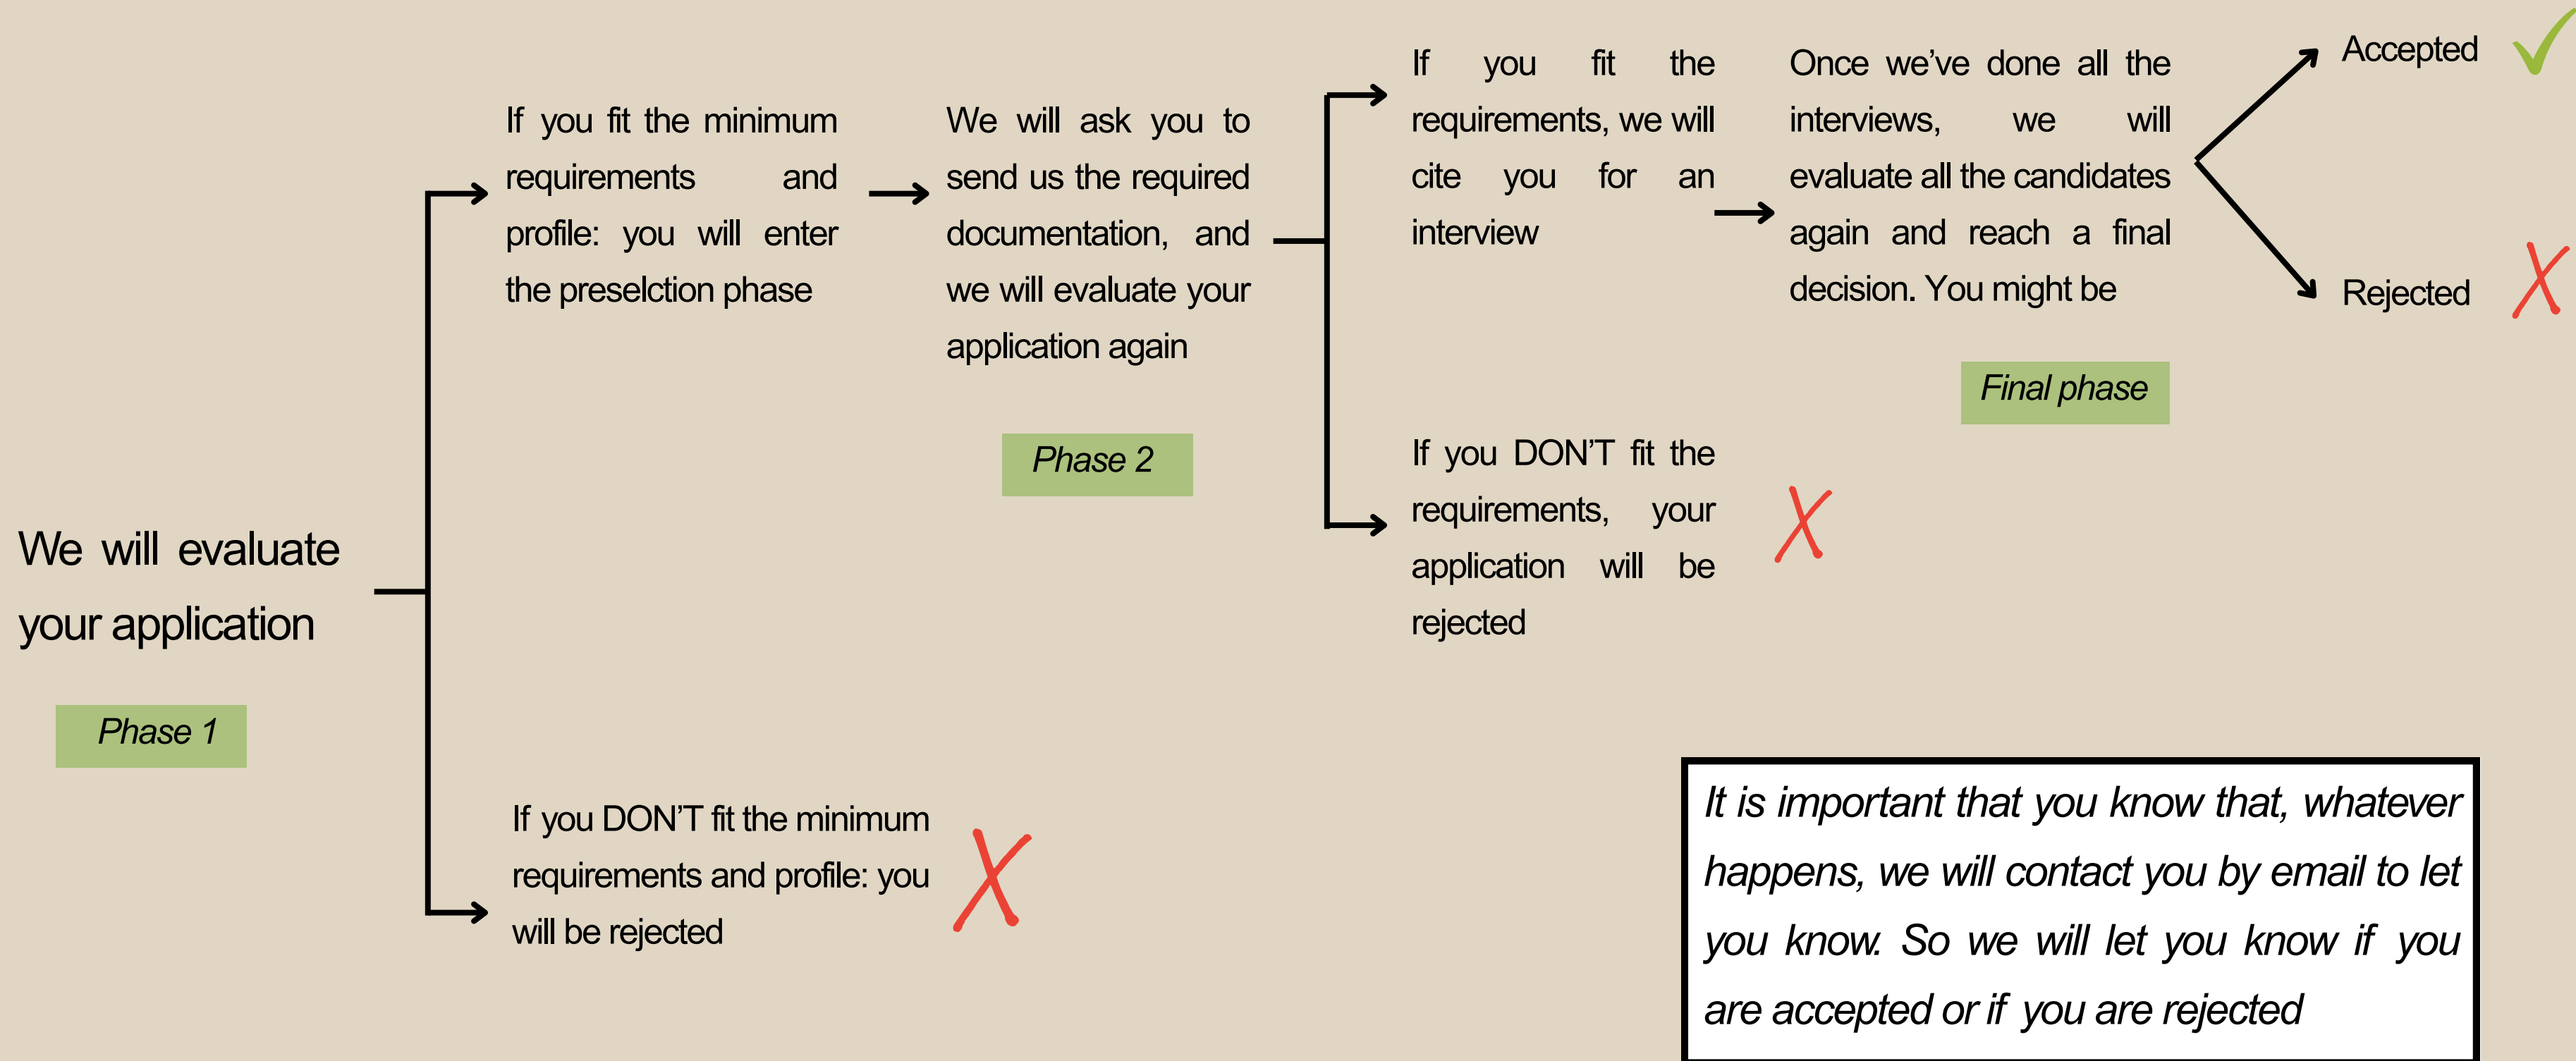 We will evaluate
your application
Phase 1
If you fit the minimum
requirements and
profile: you will enter
the preselction phase
If you DON'T fit the minimum
requirements and profile: you
will be rejected
We will ask you to
send us the required
documentation, and
we will evaluate your
application again
Phase 2
If you fit the
requirements, we will
cite you for an
interview
If you DON'T fit the
requirements, your
application will be
rejected
Once we've done all the
interviews, we will
evaluate all the candidates
again and reach a final
decision. You might be
Final phase
Accepted
Rejected
It is important that you know that, whatever
happens, we will contact you by email to let
you know. So we will let you know if you
are accepted or if you are rejected